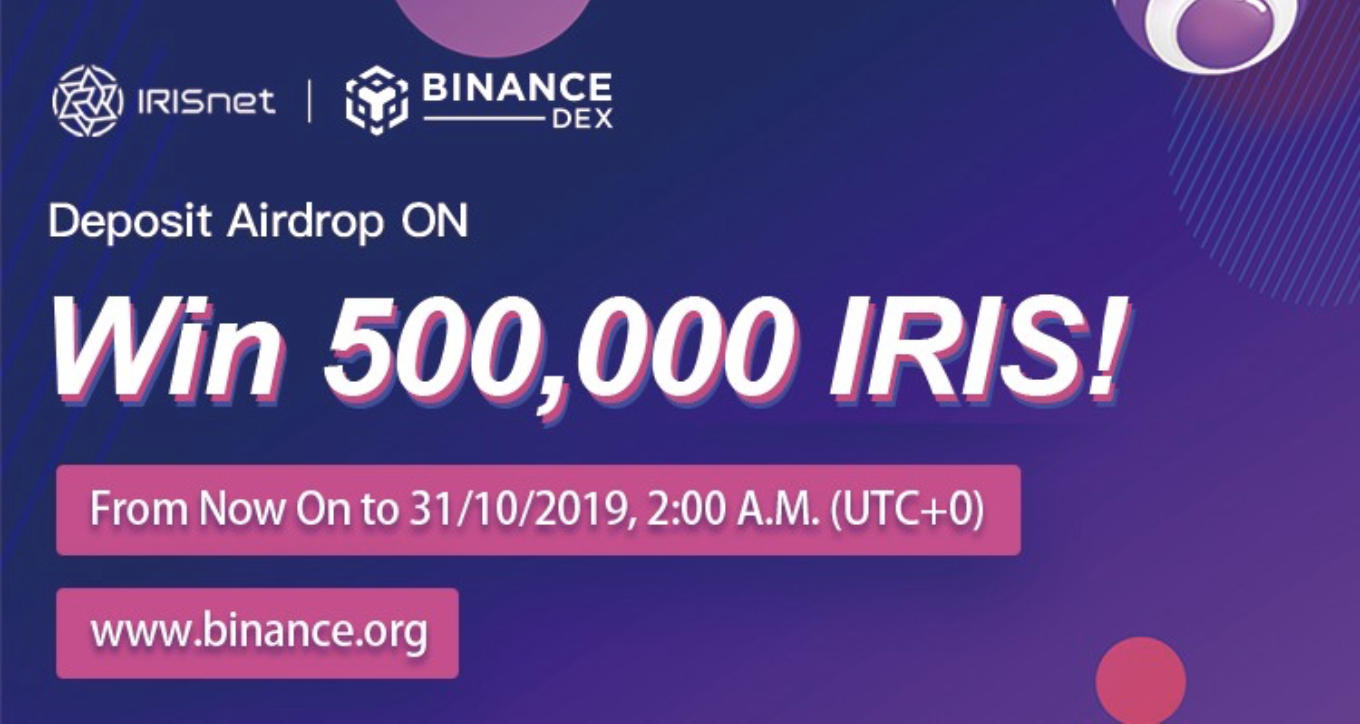 IRISnet | BINANCE
DEX
Deposit Airdrop ON
Win 500,000 IRIS!
From Now On to 31/10/2019, 2:00 A.M. (UTC+0)
www.binance.org